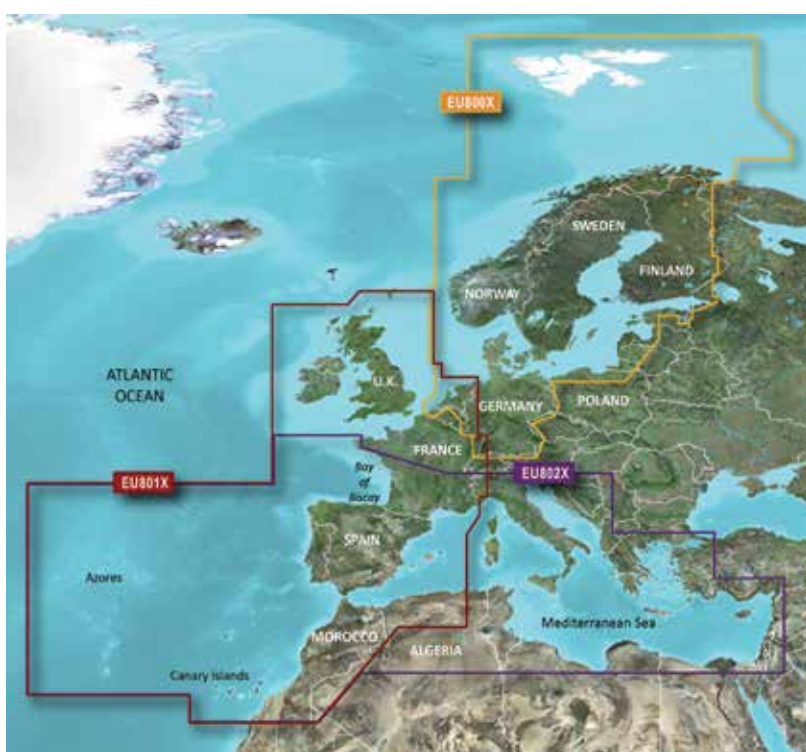 EU800X
SWEDEN
FINLAND
NORWAY
ATLANTIC
OCEAN
U.K.
GERMANY
POLAND
FRANCE
EU802X
Bay
of
Biscay
EU801X
SPAIN
Azores
Mediterranean Sea
MOROCCO
ALGERIA
Canary Islands